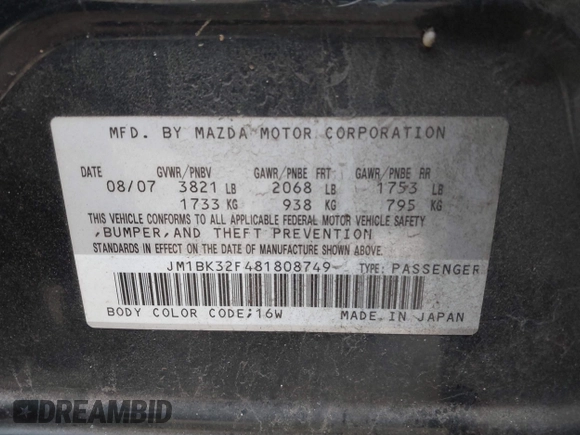 MFD. BY MAZDA MOTOR CORPORATION
DATE GVWR/PNBV GAWR/PNBE FRT GAWR/PNBE RR
08/07 3821 LB 2068 LB 1753 LB
1733 KG 938 KG 795 KG
THIS VEHICLE CONFORMS TO ALL APPLICABLE FEDERAL MOTOR VEHICLE SAFETY
,BUMPER,AND THEFT PREVENTION
STANDARDS IN EFFECT ON THE DATE OF MANUFACTURE SHOWN ABOVE.
JM1BK32F481808749 TYPE: PASSENGER
BODY COLOR CODE;16W MADE IN JAPAN
DREAMBID